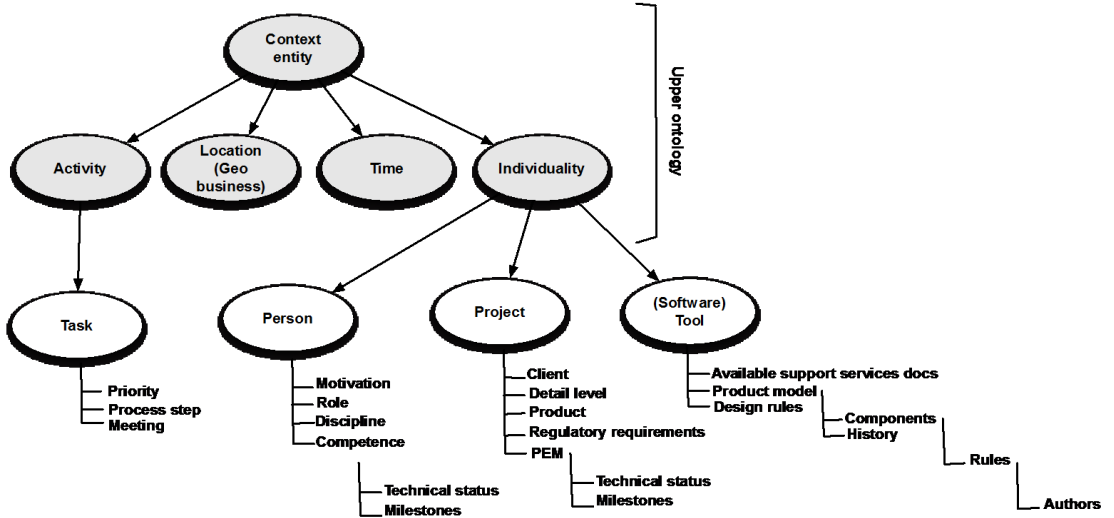 Context
entity
Upper ontology
Activity
Location
(Geo
business)
Time
Individuality
Task
Person
Project
(Software)
Tool
Priority
Process step
Meeting
Motivation
Role
Discipline
Competence
Technical status
Milestones
Client
Detail level
Product
Regulatory requirements
PEM
Technical status
Milestones
Available support services docs
Product model
Design rules
Components
History
Rules
Authors